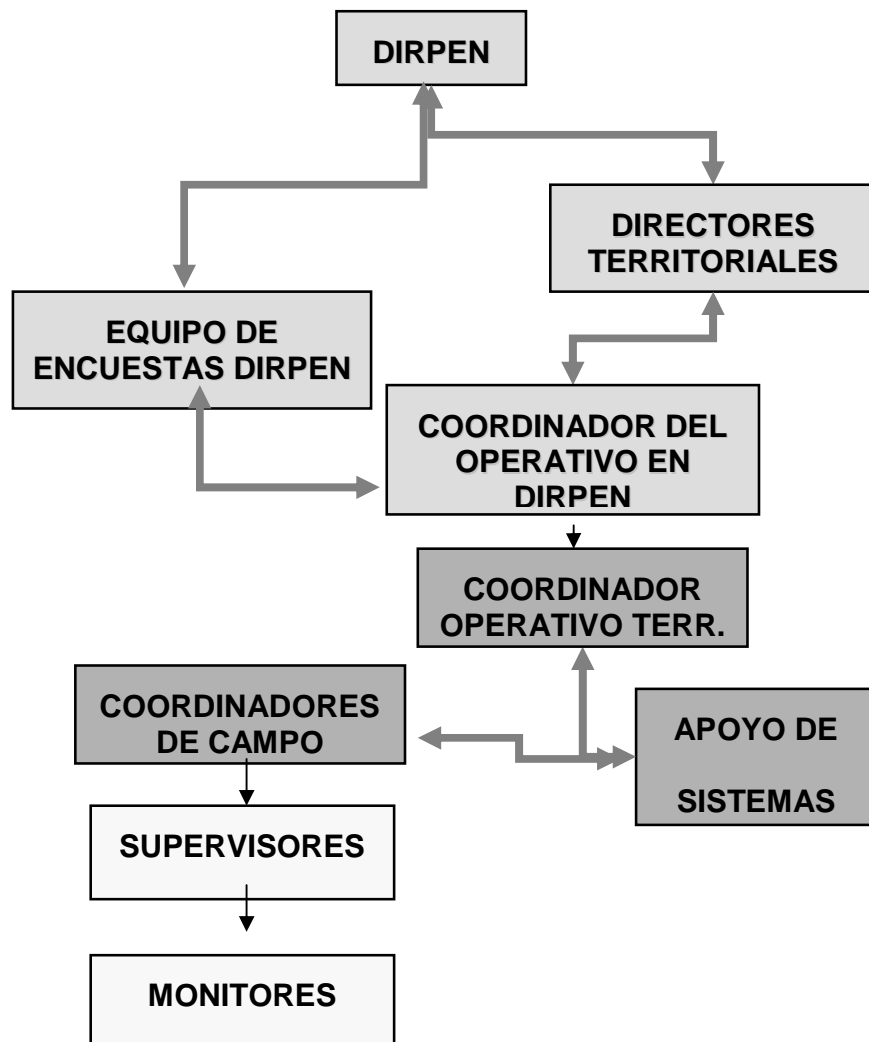 DIRPEN
DIRECTORES
TERRITORIALES
EQUIPO DE
ENCUESTAS DIRPEN
COORDINADOR DEL
OPERATIVO EN
DIRPEN
COORDINADOR
OPERATIVO TERR.
COORDINADORES
DE CAMPO
APOYO DE
SISTEMAS
SUPERVISORES
MONITORES